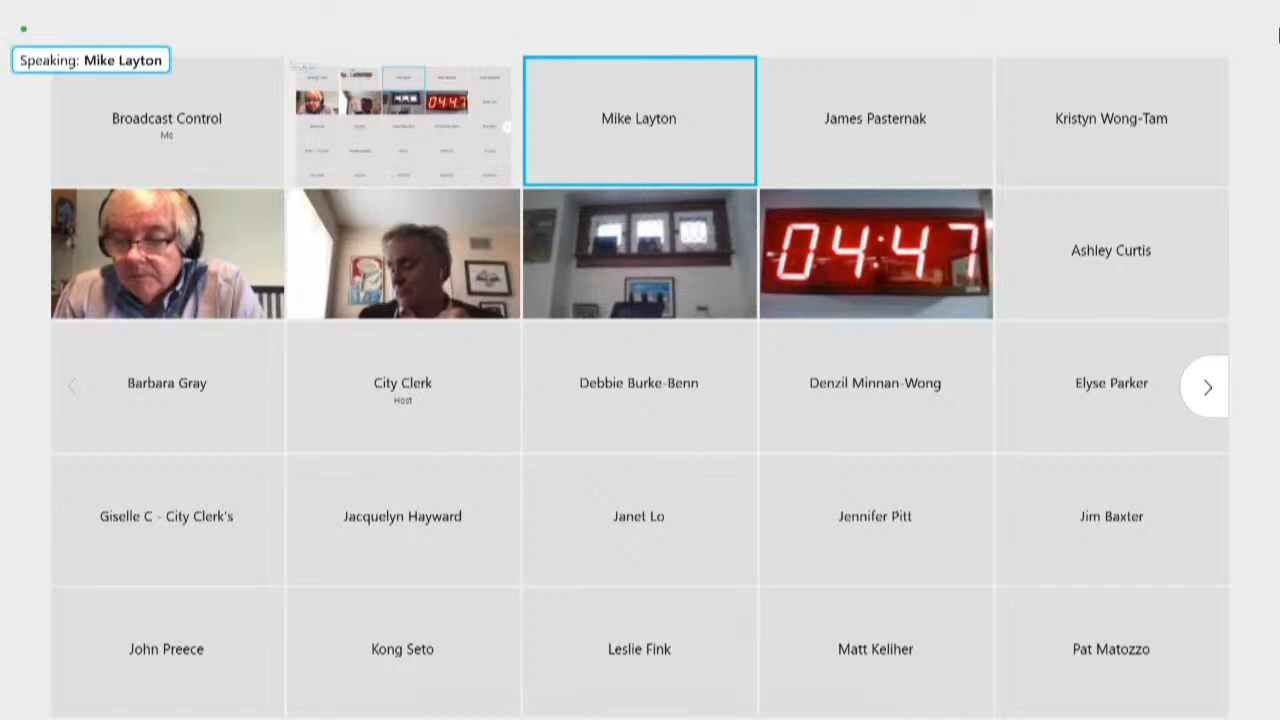 Speaking: Mike Layton
Broadcast Control
Me
Mike Layton
James Pasternak
Kristyn Wong-Tam
04:47
Ashley Curtis
Barbara Gray
City Clerk
Host
Debbie Burke-Benn
Denzil Minnan-Wong
Elyse Parker
Giselle C - City Clerk's
Jacquelyn Hayward
Janet Lo
Jennifer Pitt
Jim Baxter
John Preece
Kong Seto
Leslie Fink
Matt Keliher
Pat Matozzo